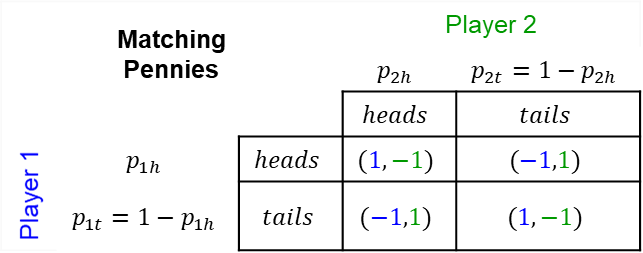 Player 2
Matching
Pennies
p₂ₕ p₂ₜ = 1 − p₂ₕ
heads tails
Player 1
p₁ₕ heads (1, −1) (−1,1)
p₁ₜ = 1 − p₁ₕ tails (−1,1) (1, −1)